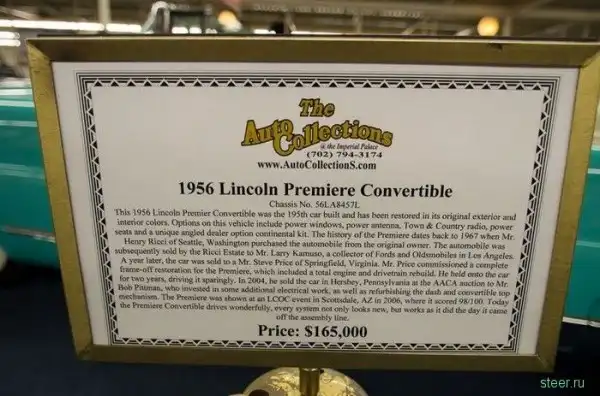 The
Auto Collections
@ the Imperial Palace
(702) 794-3174
www.AutoCollectionS.com
1956 Lincoln Premiere Convertible
Chassis No. 56LA8457L
This 1956 Lincoln Premier Convertible was the 195th car built and has been restored in its original exterior and
interior colors. Options on this vehicle include power windows, power antenna, Town & Country radio, power
seats and a unique angled dealer option continental kit. The history of the Premiere dates back to 1967 when Mr.
Henry Ricci of Seattle, Washington purchased the automobile from the original owner. The automobile was
subsequently sold by the Ricci Estate to Mr. Larry Kamuso, a collector of Fords and Oldsmobiles in Los Angeles.
A year later, the car was sold to a Mr. Steve Price of Springfield, Virginia. Mr. Price commissioned a complete
frame-off restoration for the Premiere, which included a total engine and drivetrain rebuild. He held onto the car
for two years, driving it sparingly. In 2004, he sold the car in Hershey, Pennsylvania at the AACA auction to Mr.
Bob Pitman, who invested in some additional electrical work, as well as refurbishing the dash and convertible top
mechanism. The Premiere was shown at an LCOC event in Scottsdale, AZ in 2006, where it scored 98/100. Today
the Premiere Convertible drives wonderfully, every system not only looks new, but works as it did the day it came
off the assembly line.
Price: $165,000
steer.ru